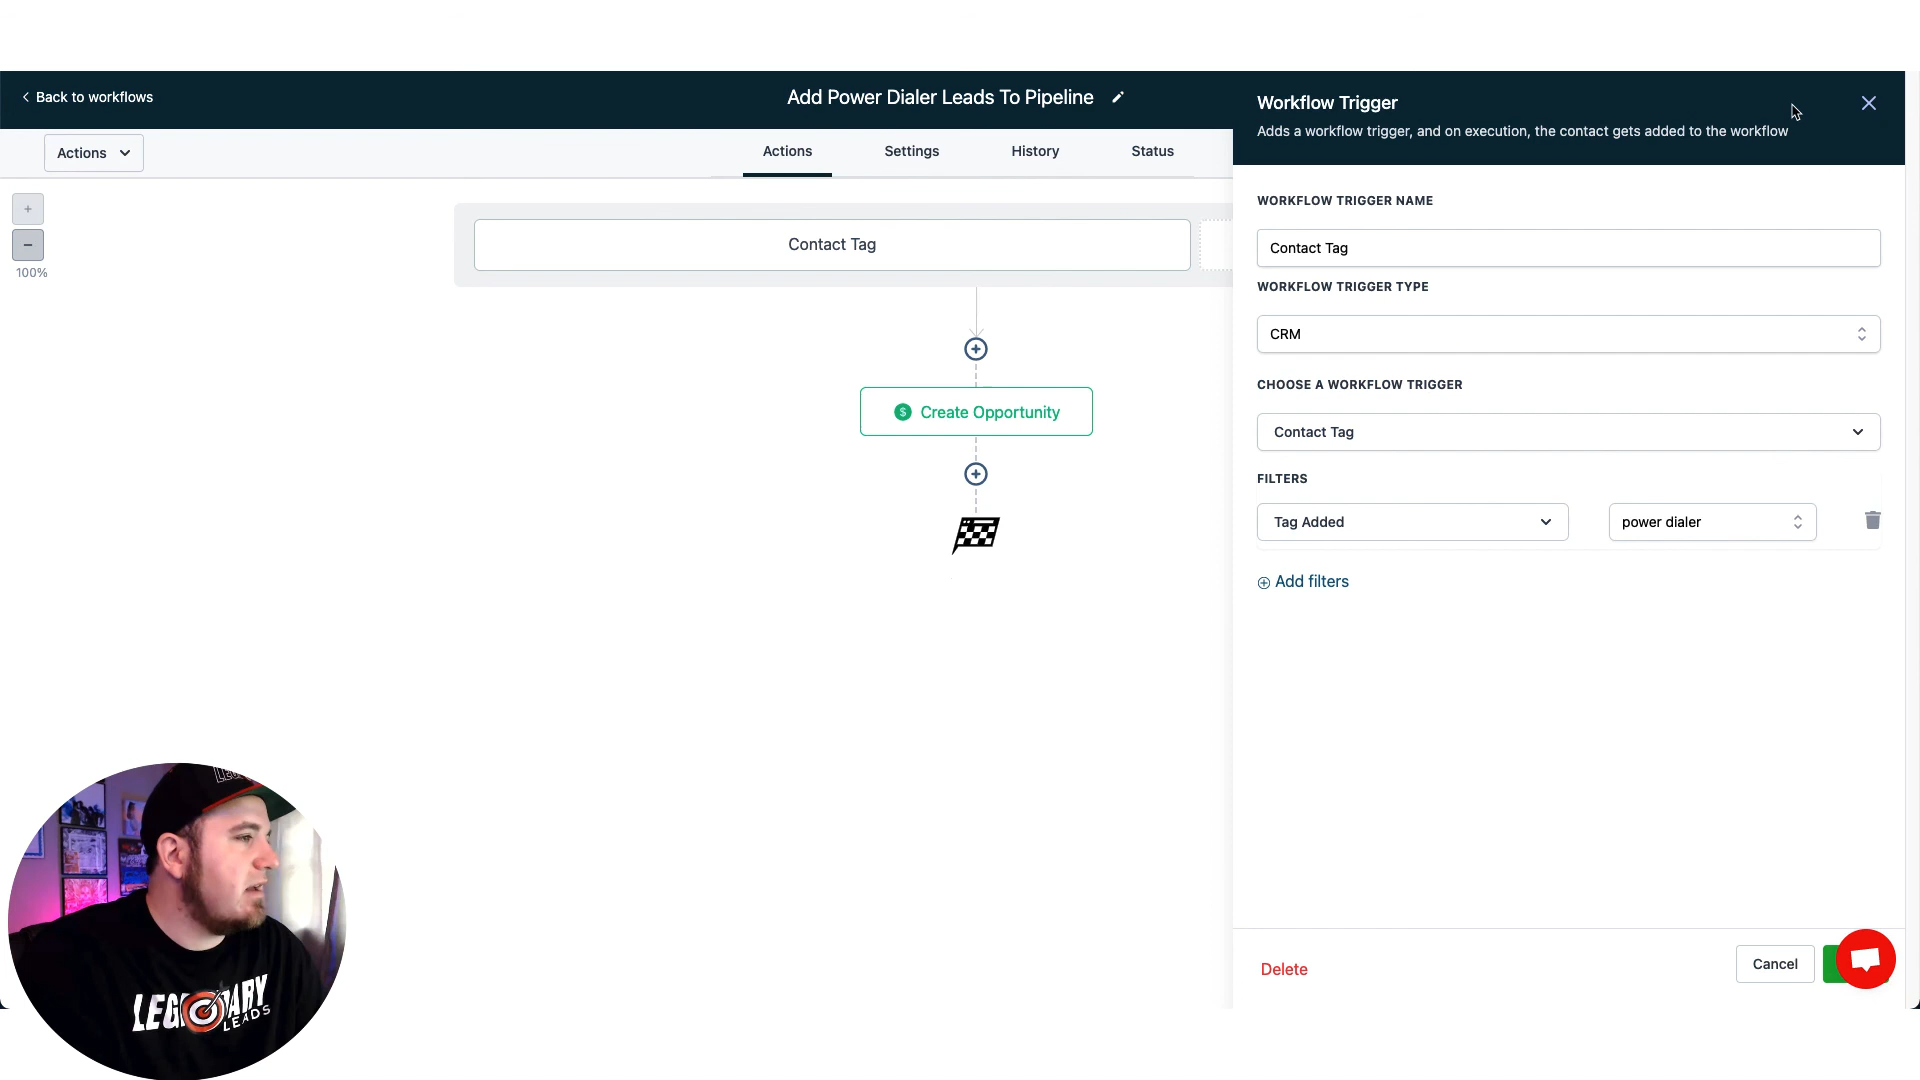 Back to workflows
Add Power Dialer Leads To Pipeline
Workflow Trigger
Adds a workflow trigger, and on execution, the contact gets added to the workflow
Actions
Actions
Settings
History
Status
+
−
100%
Contact Tag
$ Create Opportunity
WORKFLOW TRIGGER NAME
Contact Tag
WORKFLOW TRIGGER TYPE
CRM
CHOOSE A WORKFLOW TRIGGER
Contact Tag
FILTERS
Tag Added
power dialer
Add filters
Delete
Cancel
LEGENDARY
LEADS